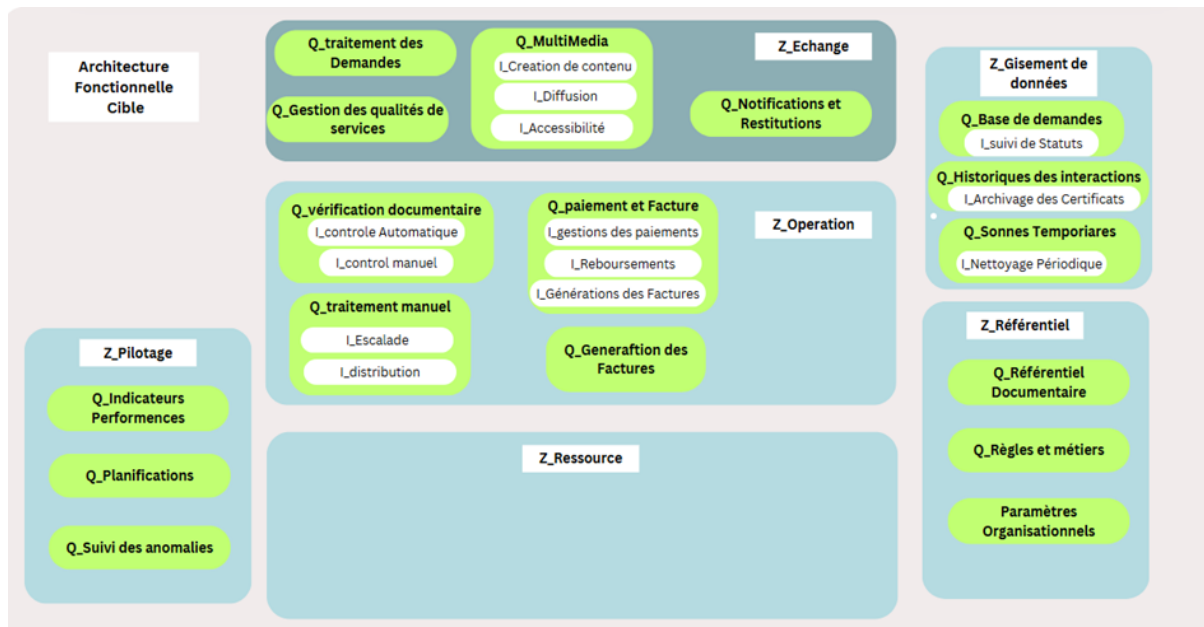 Architecture
Fonctionnelle
Cible
Q_traitement des
Demandes
Q_Gestion des qualités de
services
Q_MultiMedia
I_Creation de contenu
I_Diffusion
I_Accessibilité
Z_Echange
Q_Notifications et
Restitutions
Z_Gisement de
données
Q_Base de demandes
I_suivi de Statuts
Q_Historiques des interactions
I_Archivage des Certificats
Q_Sonnes Temporiares
I_Nettoyage Périodique
Q_vérification documentaire
I_controle Automatique
I_control manuel
Q_traitement manuel
I_Escalade
I_distribution
Q_paiement et Facture
I_gestions des paiements
I_Reboursements
I_Générations des Factures
Q_Generaftion des
Factures
Z_Operation
Z_Pilotage
Q_Indicateurs
Performences
Q_Planifications
Q_Suivi des anomalies
Z_Ressource
Z_Référentiel
Q_Référentiel
Documentaire
Q_Règles et métiers
Paramètres
Organisationnels